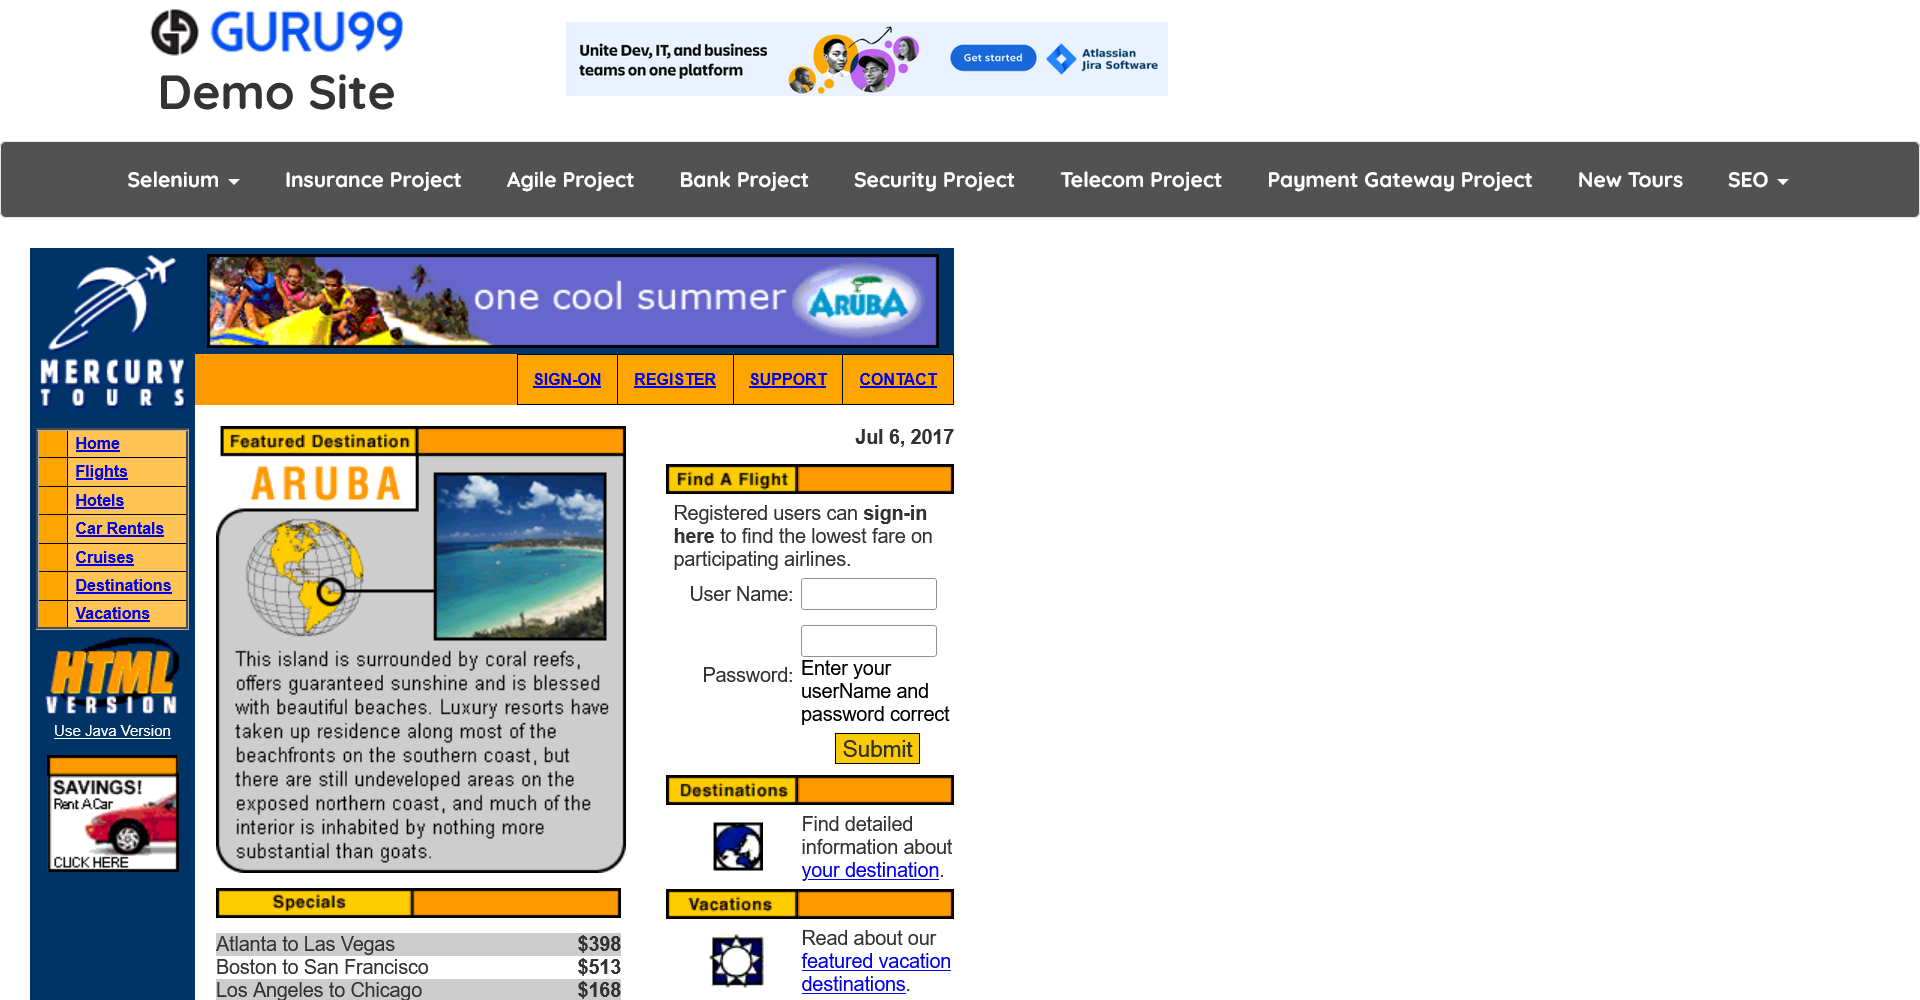 GURU99
Demo Site
Unite Dev, IT, and business
teams on one platform
Get started
Atlassian
Jira Software
Selenium
Insurance Project
Agile Project
Bank Project
Security Project
Telecom Project
Payment Gateway Project
New Tours
SEO
one cool summer
ARUBA
MERCURY
TOURS
SIGN-ON
REGISTER
SUPPORT
CONTACT
Home
Flights
Hotels
Car Rentals
Cruises
Destinations
Vacations
HTML
VERSION
Use Java Version
SAVINGS!
Rent A Car
CLICK HERE
Featured Destination
ARUBA
This island is surrounded by coral reefs,
offers guaranteed sunshine and is blessed
with beautiful beaches. Luxury resorts have
taken up residence along most of the
beachfronts on the southern coast, but
there are still undeveloped areas on the
exposed northern coast, and much of the
interior is inhabited by nothing more
substantial than goats.
Specials
Atlanta to Las Vegas $398
Boston to San Francisco $513
Los Angeles to Chicago $168
Jul 6, 2017
Find A Flight
Registered users can sign-in
here to find the lowest fare on
participating airlines.
User Name:
Password:
Enter your
userName and
password correct
Submit
Destinations
Find detailed
information about
your destination.
Vacations
Read about our
featured vacation
destinations.